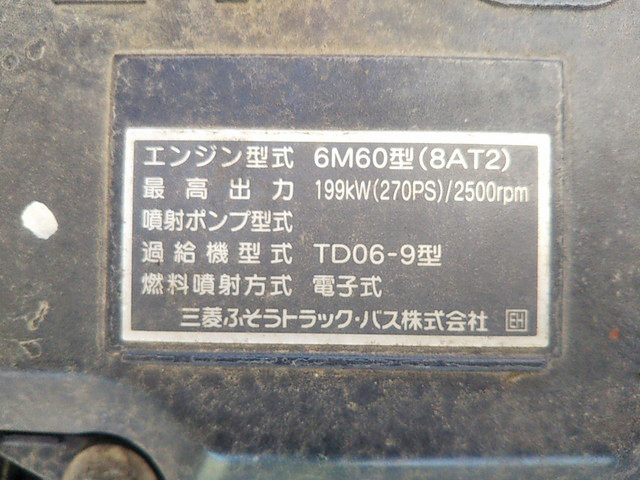 エンジン型式 6M60型(8AT2)
最高出力 199kW(270PS)/2500rpm
噴射ポンプ型式
過給機型式 TD06-9型
燃料噴射方式 電子式
三菱ふそうトラック・バス株式会社 EH